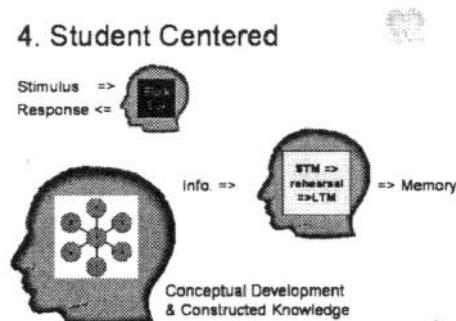 4. Student Centered
Stimulus =>
Response <=
Info. =>
STM =>
rehearsal
=>LTM
=> Memory
Conceptual Development
& Constructed Knowledge